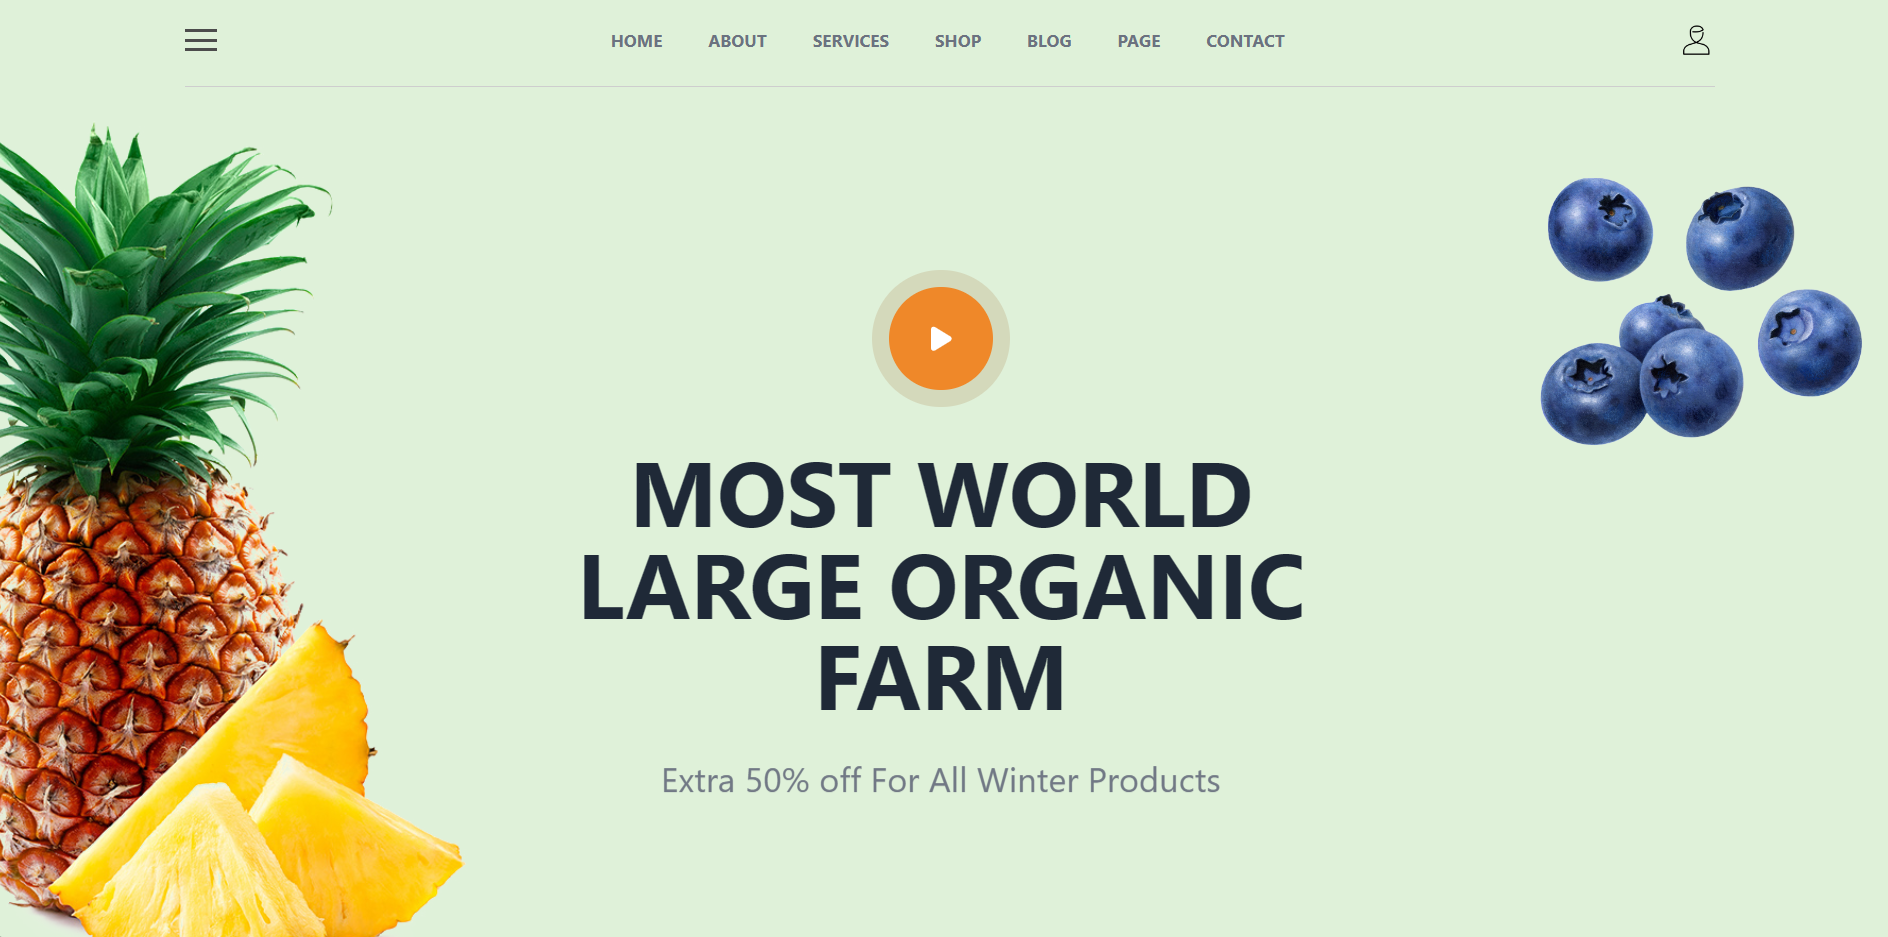 HOME ABOUT SERVICES SHOP BLOG PAGE CONTACT
MOST WORLD
LARGE ORGANIC
FARM
Extra 50% off For All Winter Products